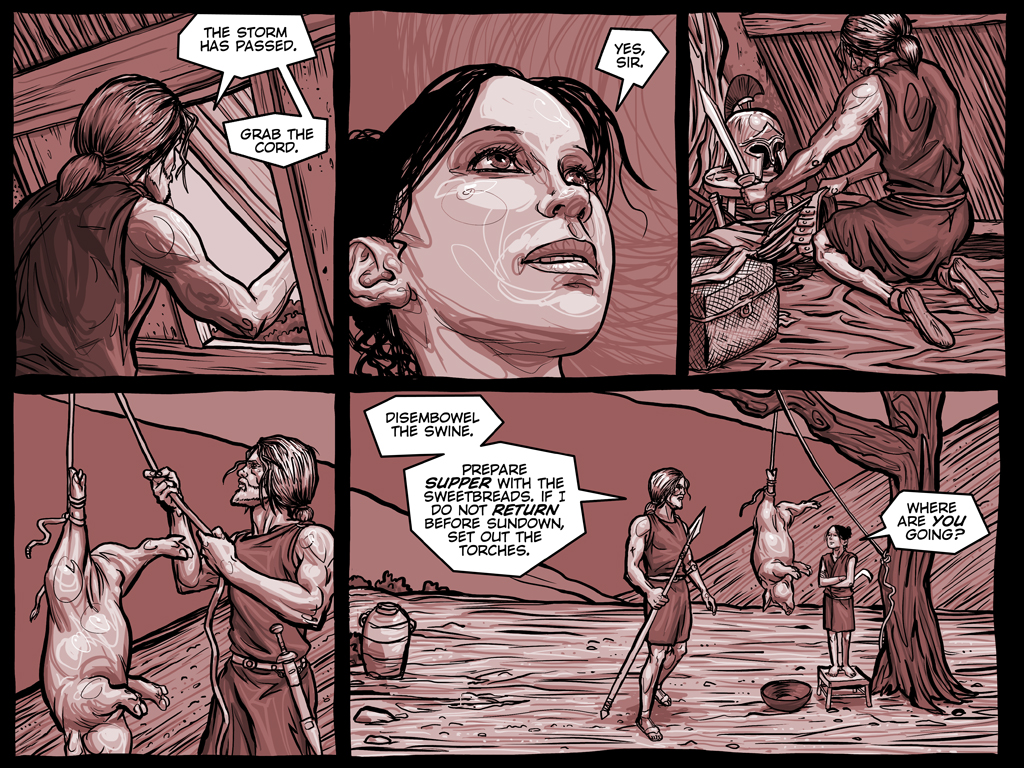 THE STORM
HAS PASSED.
GRAB THE
CORD.
YES,
SIR.
DISEMBOWEL
THE SWINE.
PREPARE
SUPPER WITH THE
SWEETBREADS. IF I
DO NOT RETURN
BEFORE SUNDOWN,
SET OUT THE
TORCHES.
WHERE
ARE YOU
GOING?